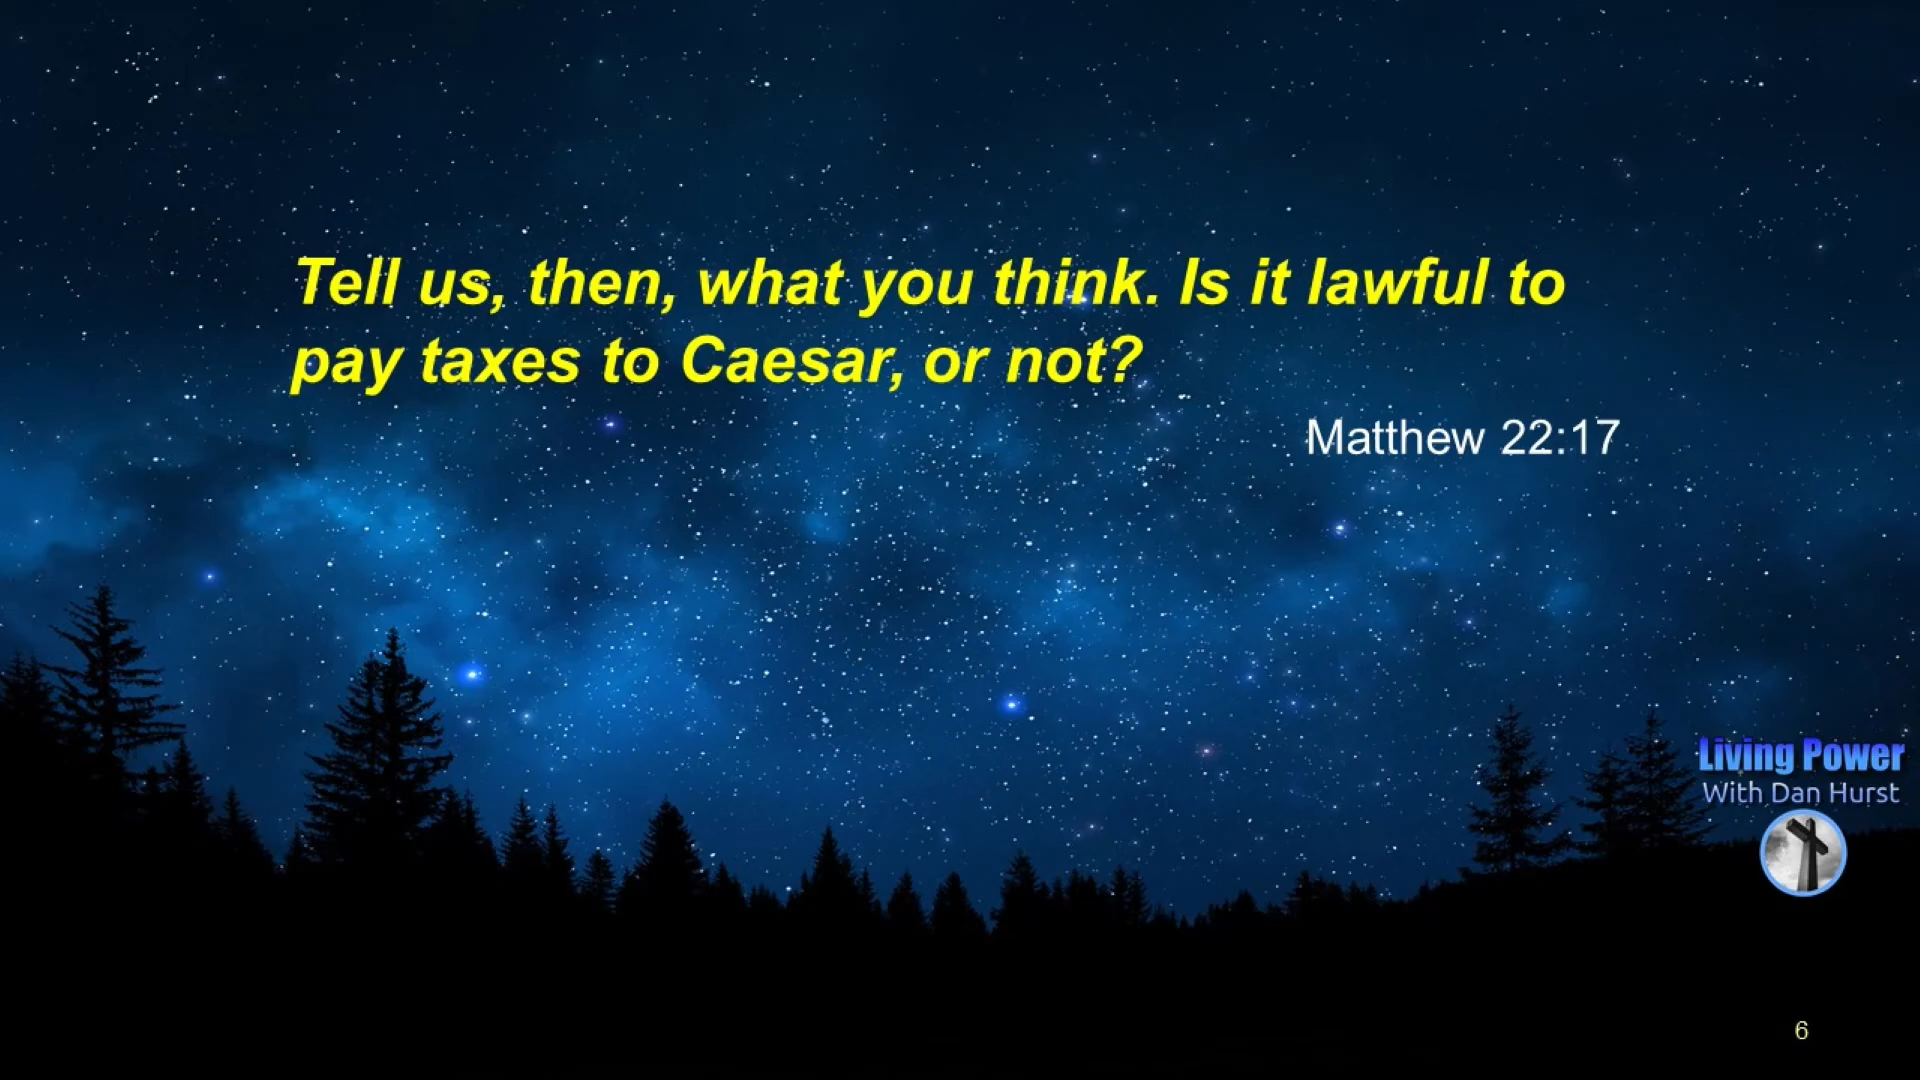 Tell us, then, what you think. Is it lawful to
pay taxes to Caesar, or not?
Matthew 22:17
Living Power
With Dan Hurst
6